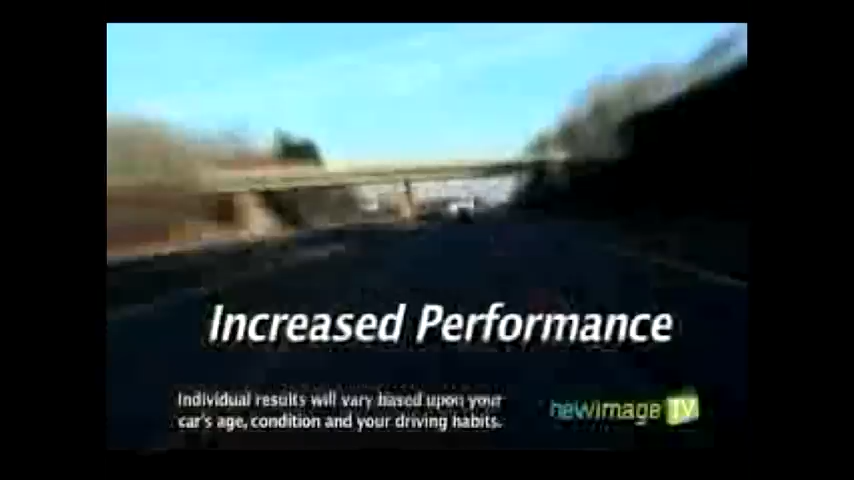 Increased Performance
Individual results will vary based upon your
car's age, condition and your driving habits.
newimage TV